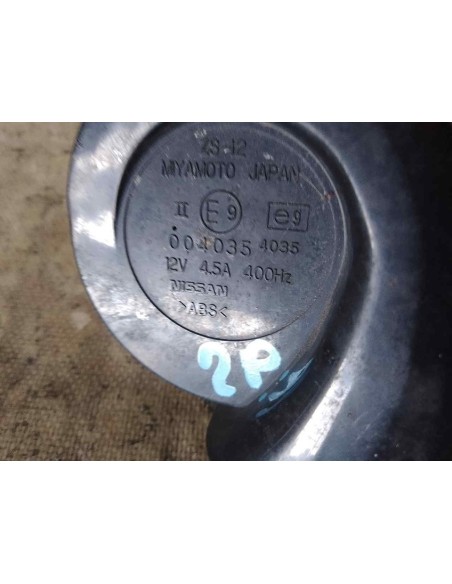 ZS-12
MIYAMOTO JAPAN
II E9 e9
004035 4035
12V 4.5A 400Hz
NISSAN
>ABS<
2P